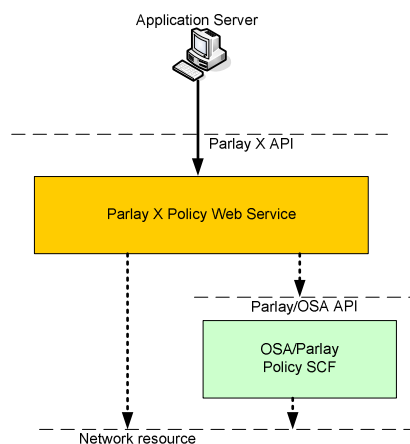 Application Server
Parlay X API
Parlay X Policy Web Service
Parlay/OSA API
OSA/Parlay
Policy SCF
Network resource